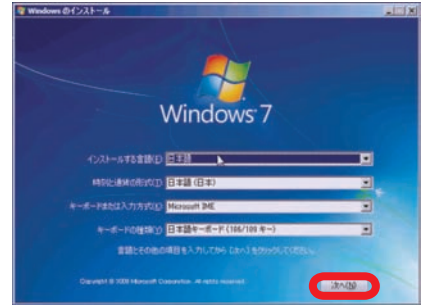 Windows のインストール
Windows 7
インストールする言語(E) 日本語
時刻と通貨の形式(T) 日本語 (日本)
キーボードまたは入力方式(K) Microsoft IME
キーボードの種類(Y) 日本語キーボード (106/109 キー)
言語とその他の項目を入力してから [次へ] をクリックしてください。
Copyright © 2009 Microsoft Corporation. All rights reserved.
次へ(N)